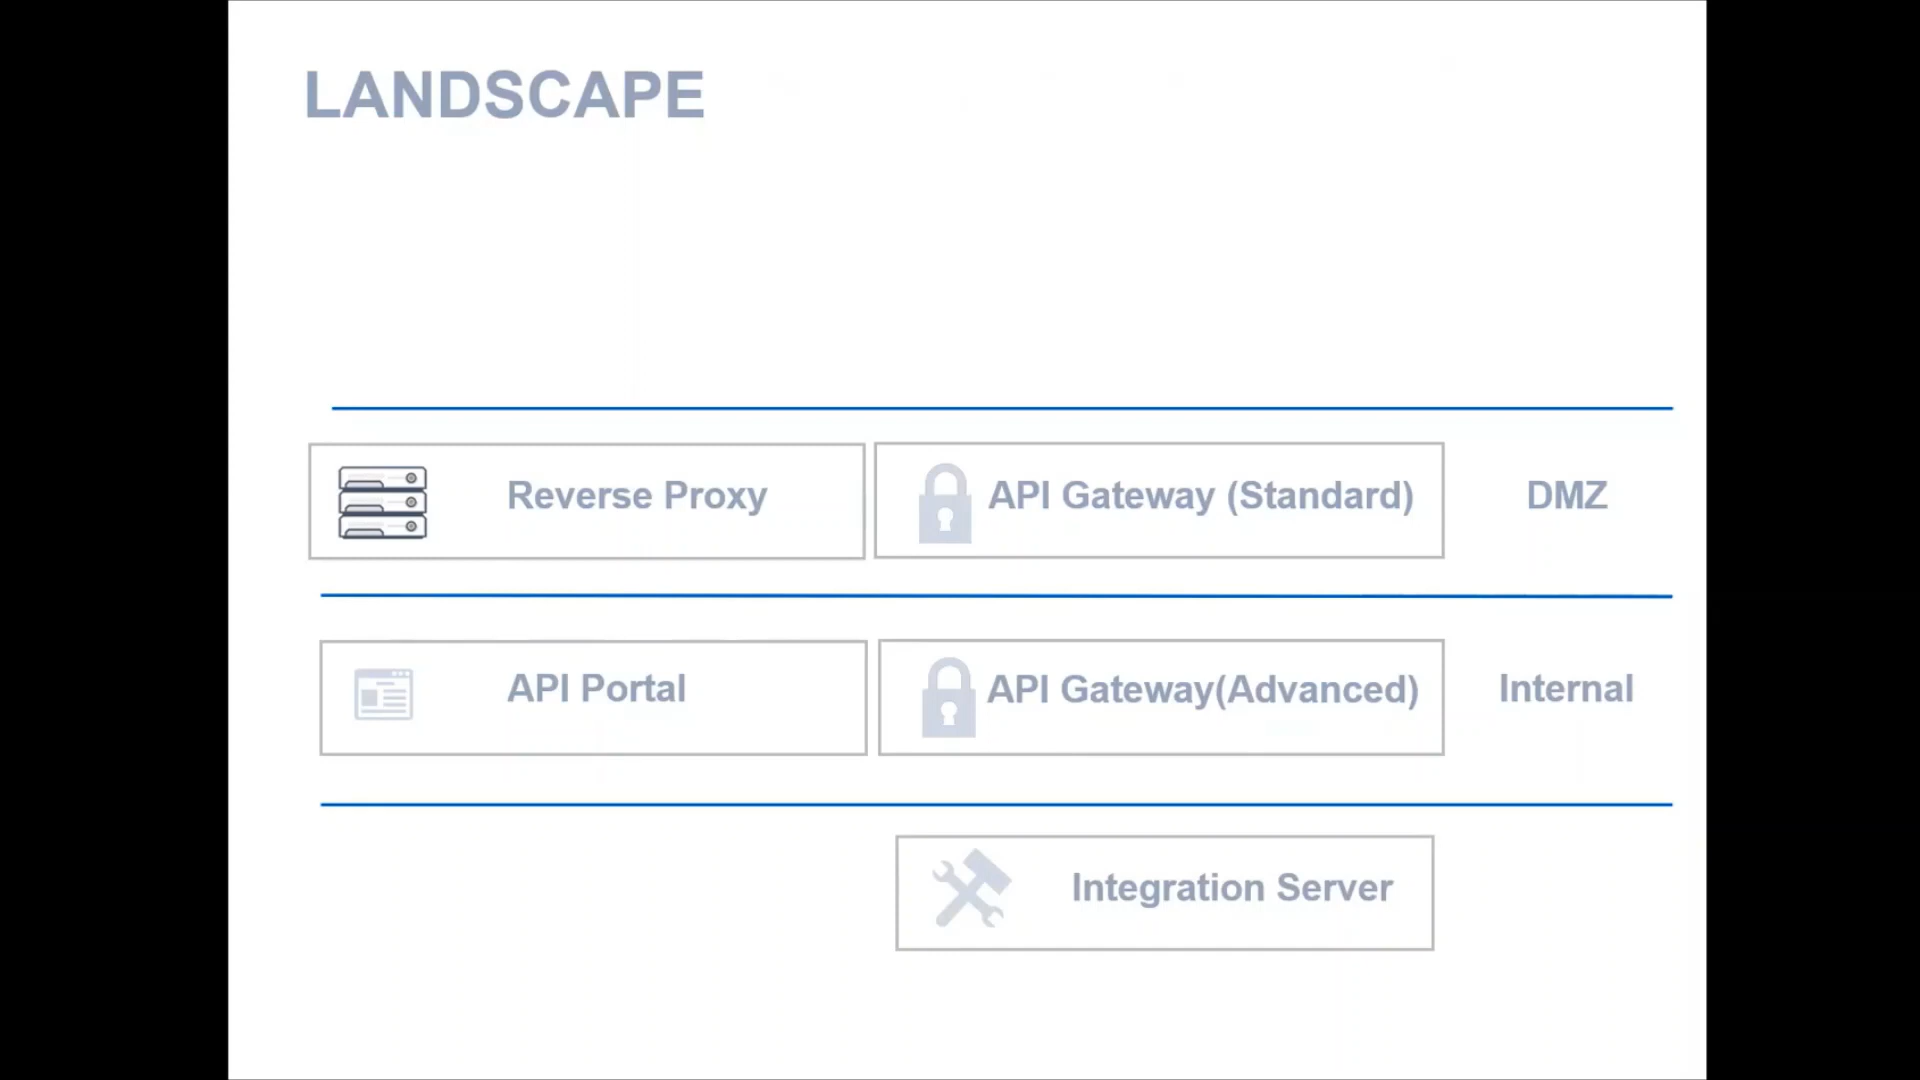 LANDSCAPE
Reverse Proxy
API Gateway (Standard)
DMZ
API Portal
API Gateway(Advanced)
Internal
Integration Server